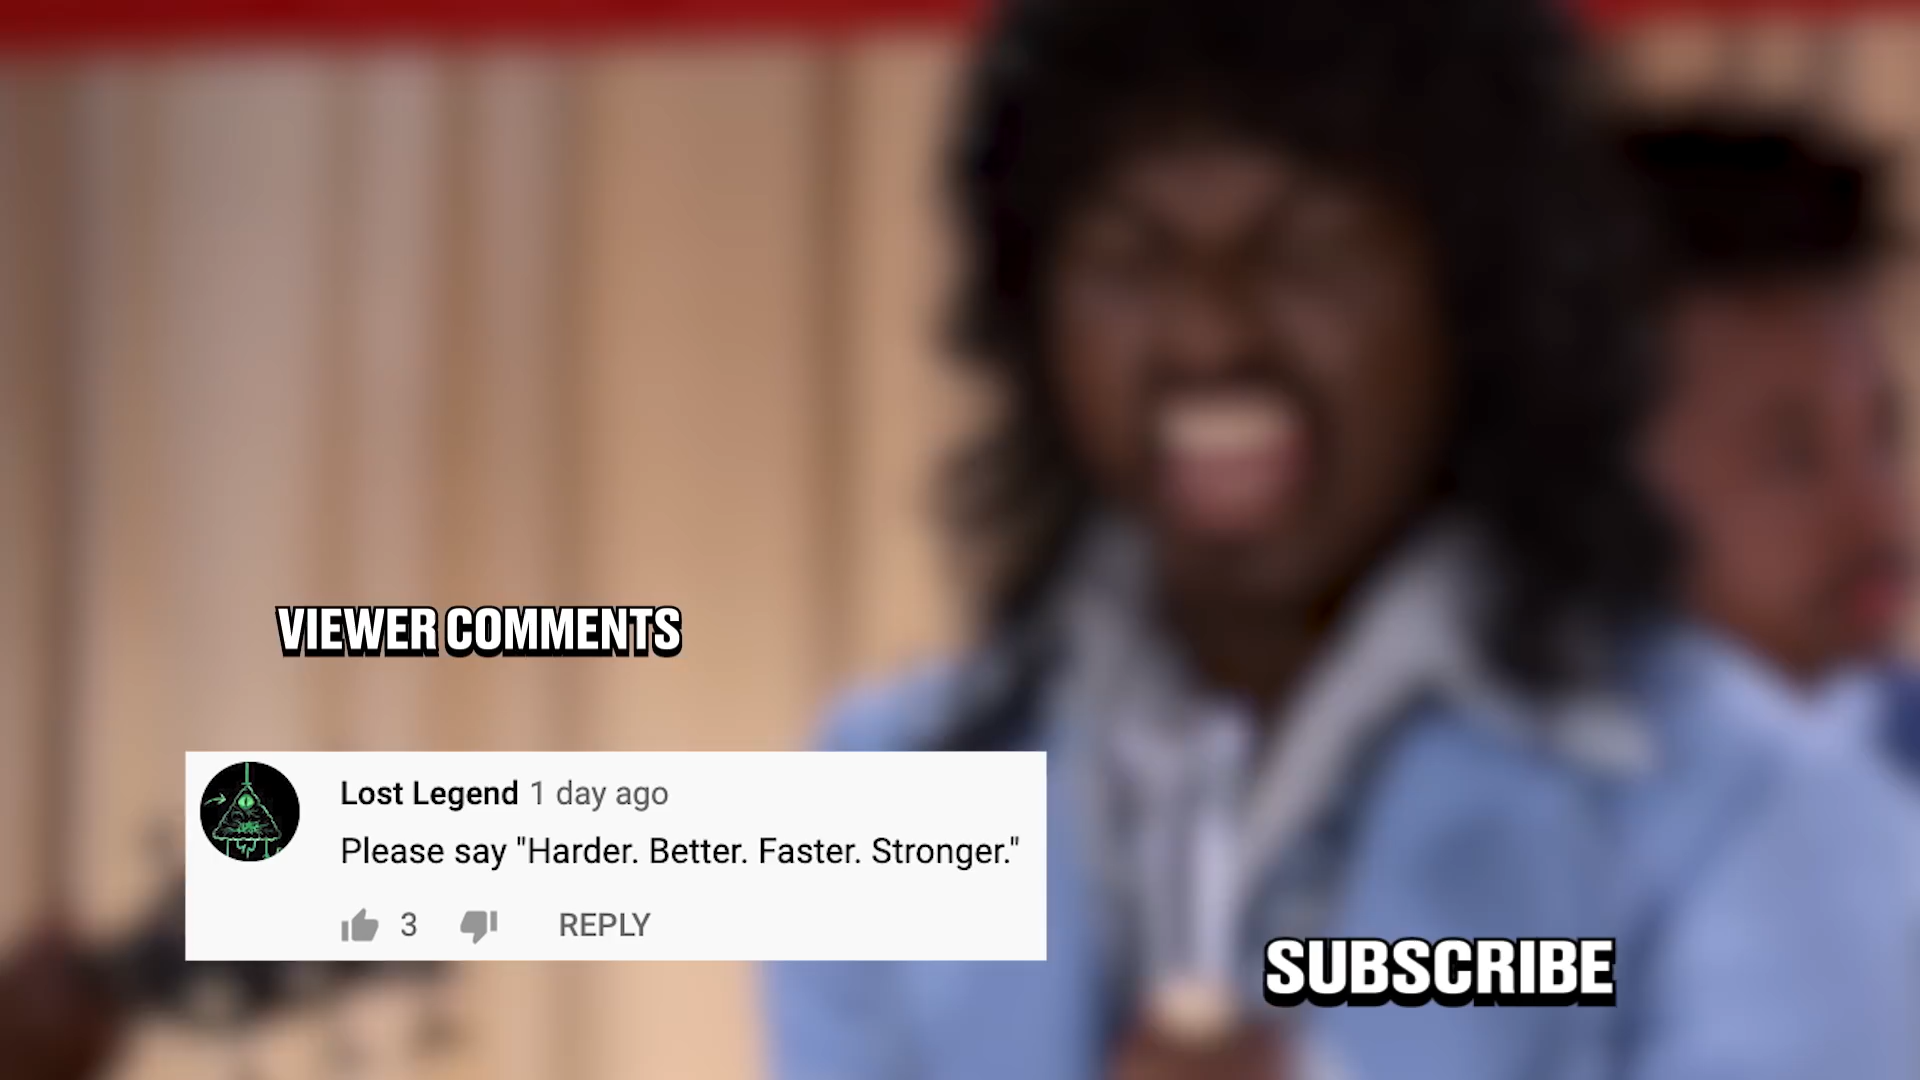 VIEWER COMMENTS
Lost Legend 1 day ago
Please say "Harder. Better. Faster. Stronger."
3 REPLY
SUBSCRIBE